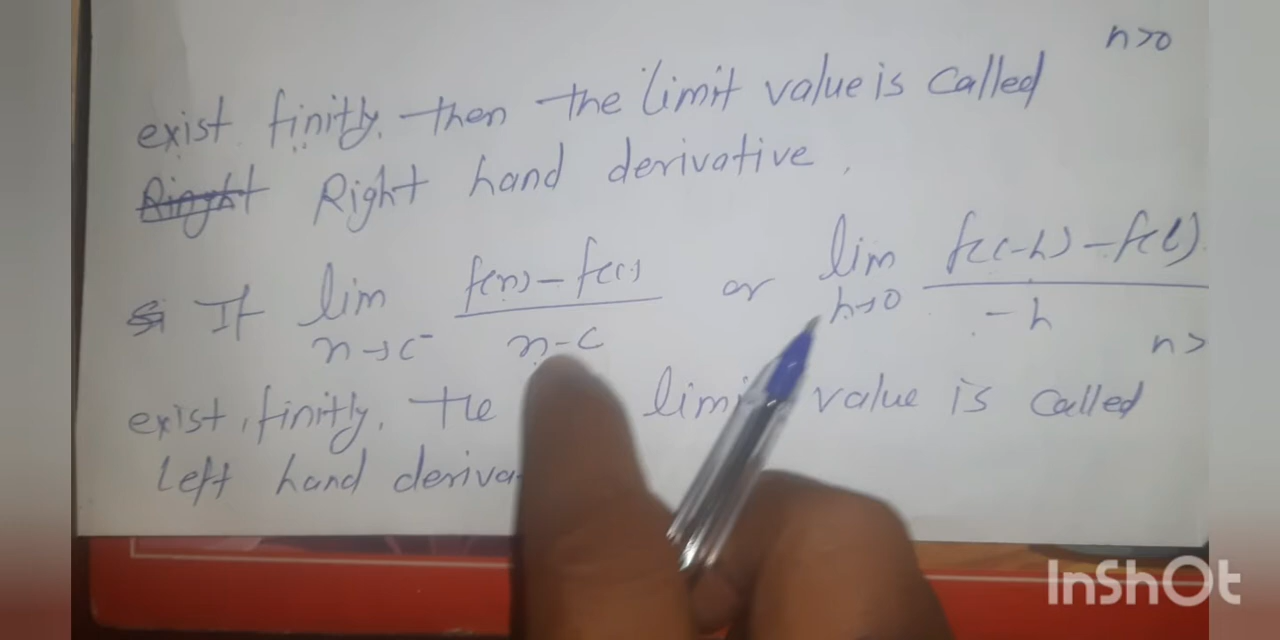 n>0
exist finitly. then the limit value is called
Right hand derivative.
If lim n→c⁻ f(n)-f(c) / n-c or lim h→0 f(c-h)-f(c) / -h
n>
exist, finitly. value is called
Left hand
InShOt